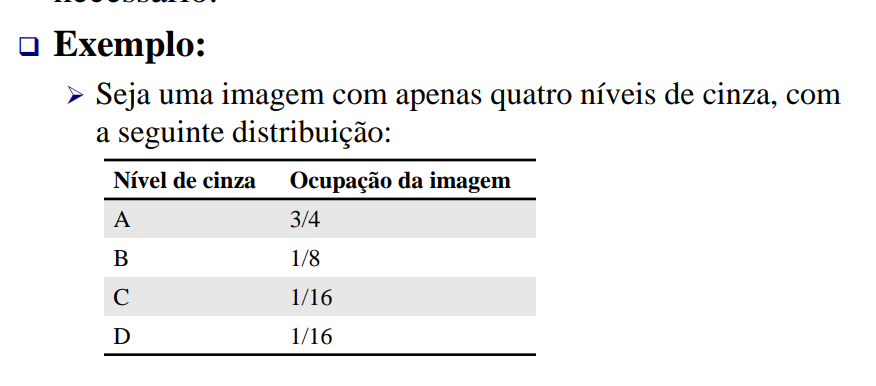 necessário:
Exemplo:
Seja uma imagem com apenas quatro níveis de cinza, com
a seguinte distribuição:
Nível de cinza Ocupação da imagem
A 3/4
B 1/8
C 1/16
D 1/16